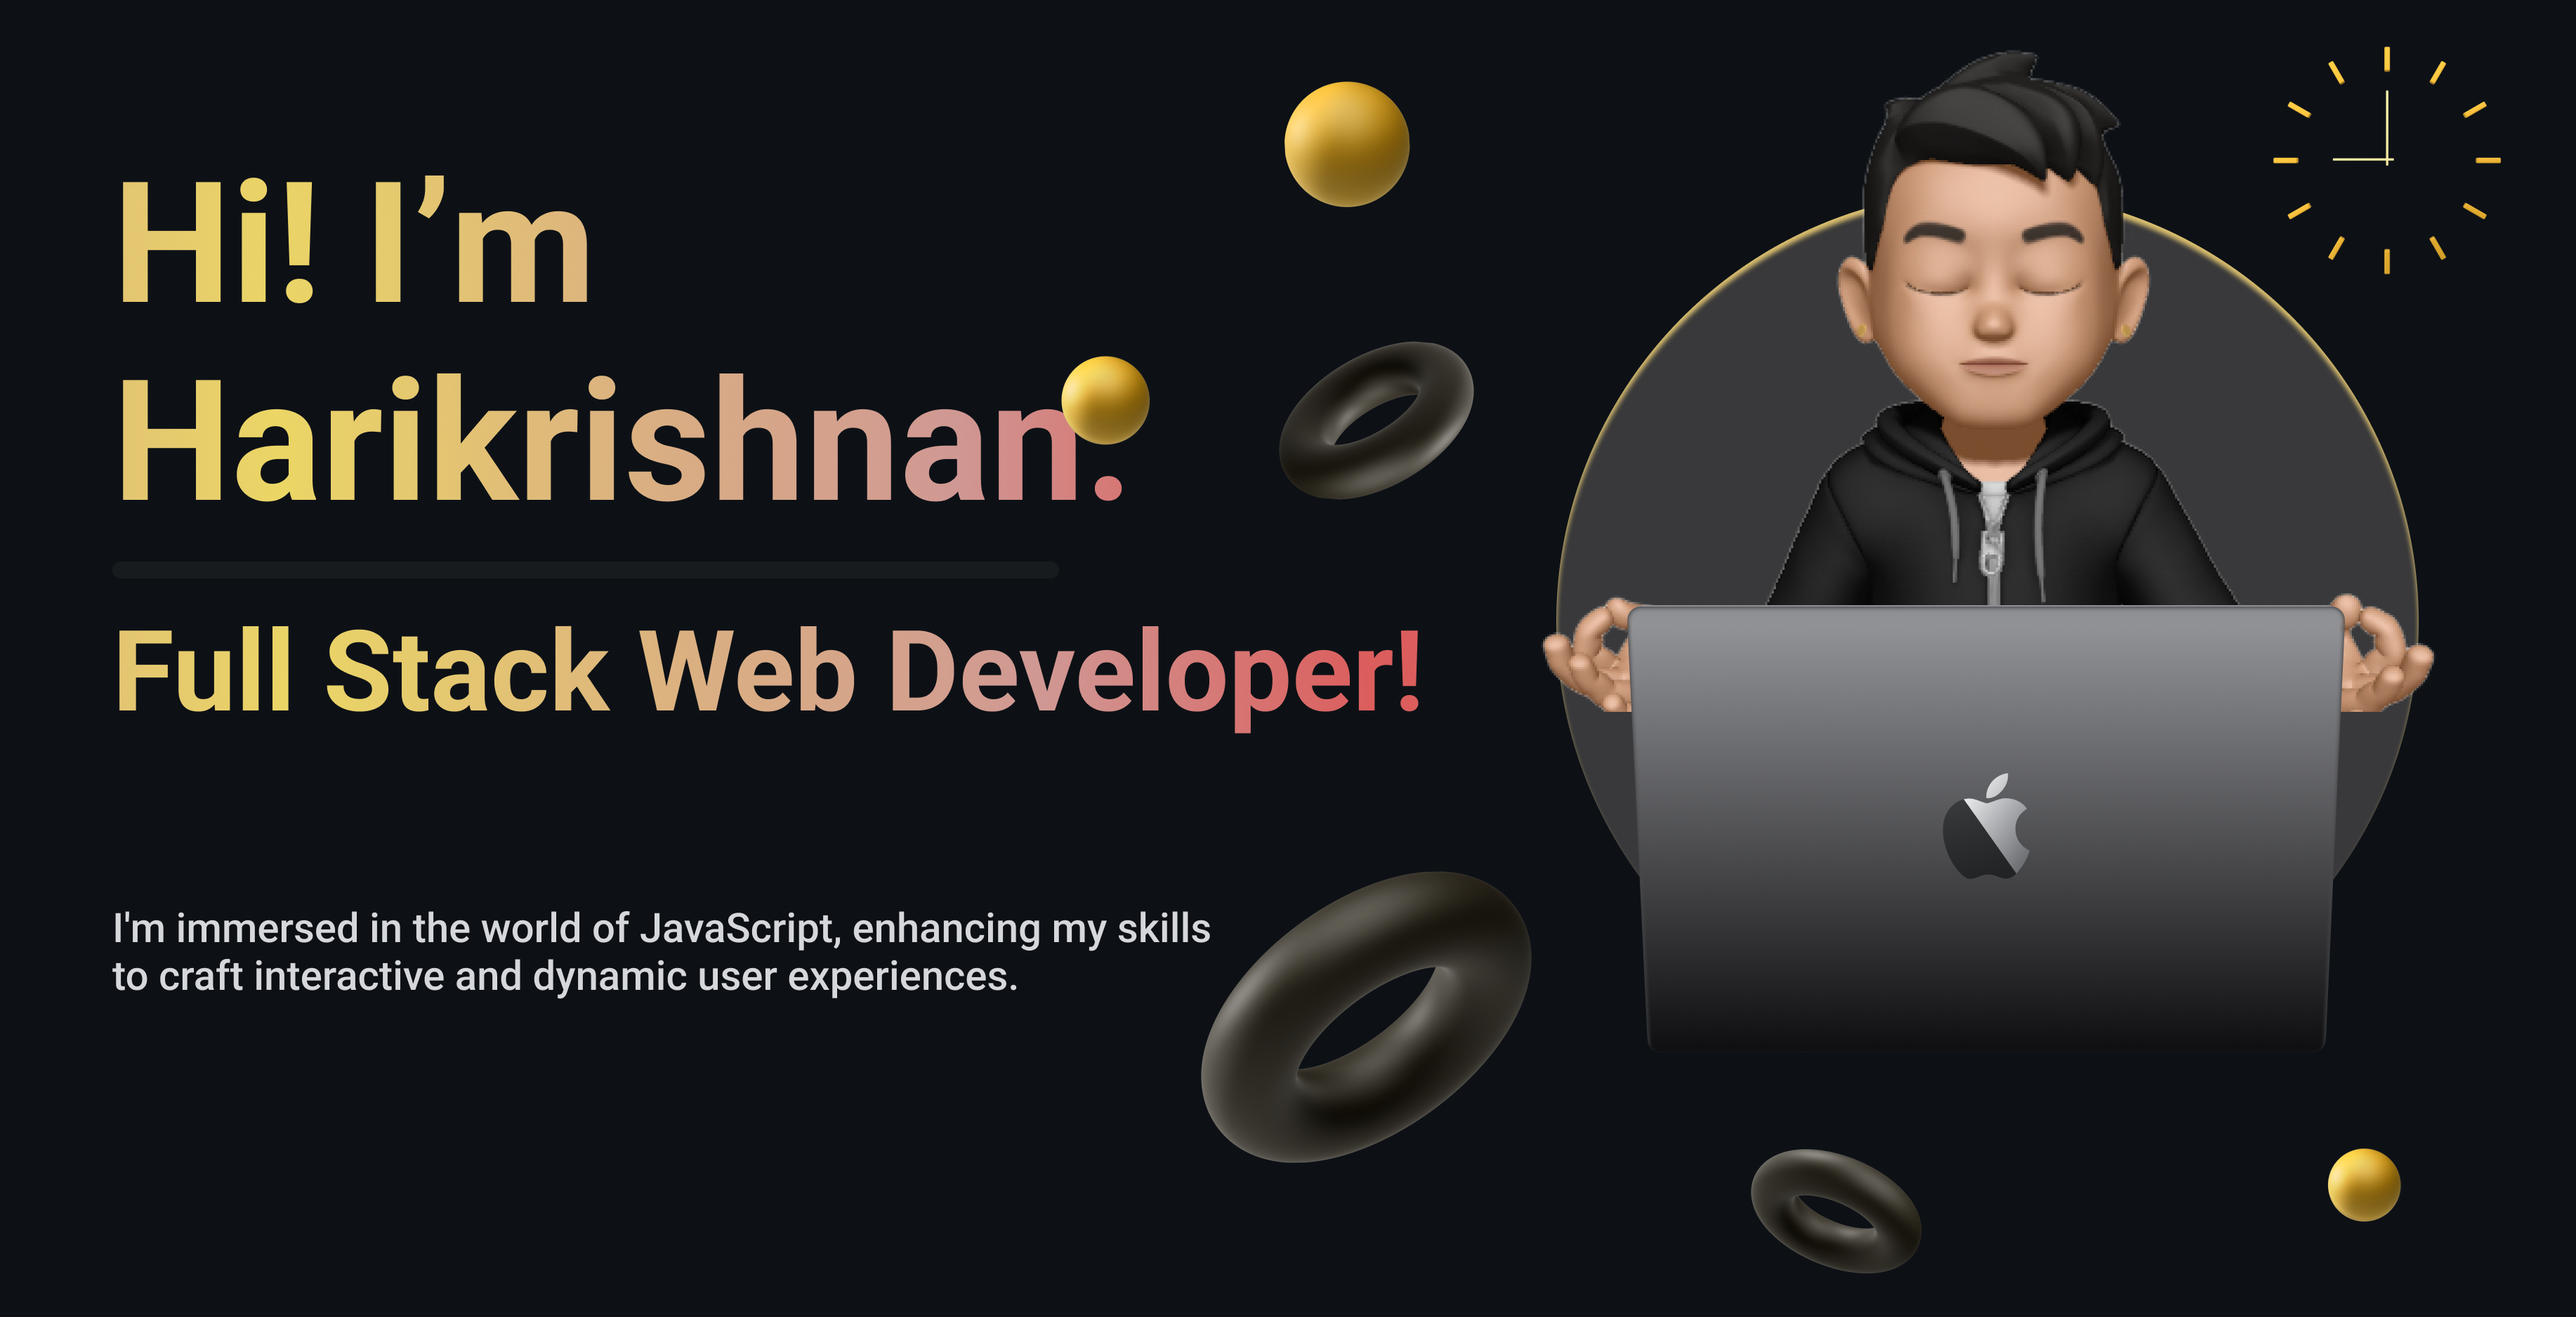 Hi! I’m
Harikrishnan.
Full Stack Web Developer!
I'm immersed in the world of JavaScript, enhancing my skills
to craft interactive and dynamic user experiences.